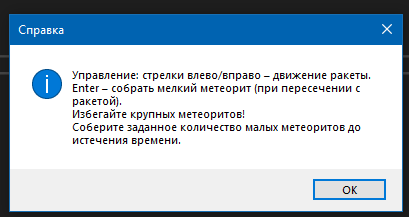 Справка
Управление: стрелки влево/вправо – движение ракеты.
Enter – собрать мелкий метеорит (при пересечении с
ракетой).
Избегайте крупных метеоритов!
Соберите заданное количество малых метеоритов до
истечения времени.
ОК